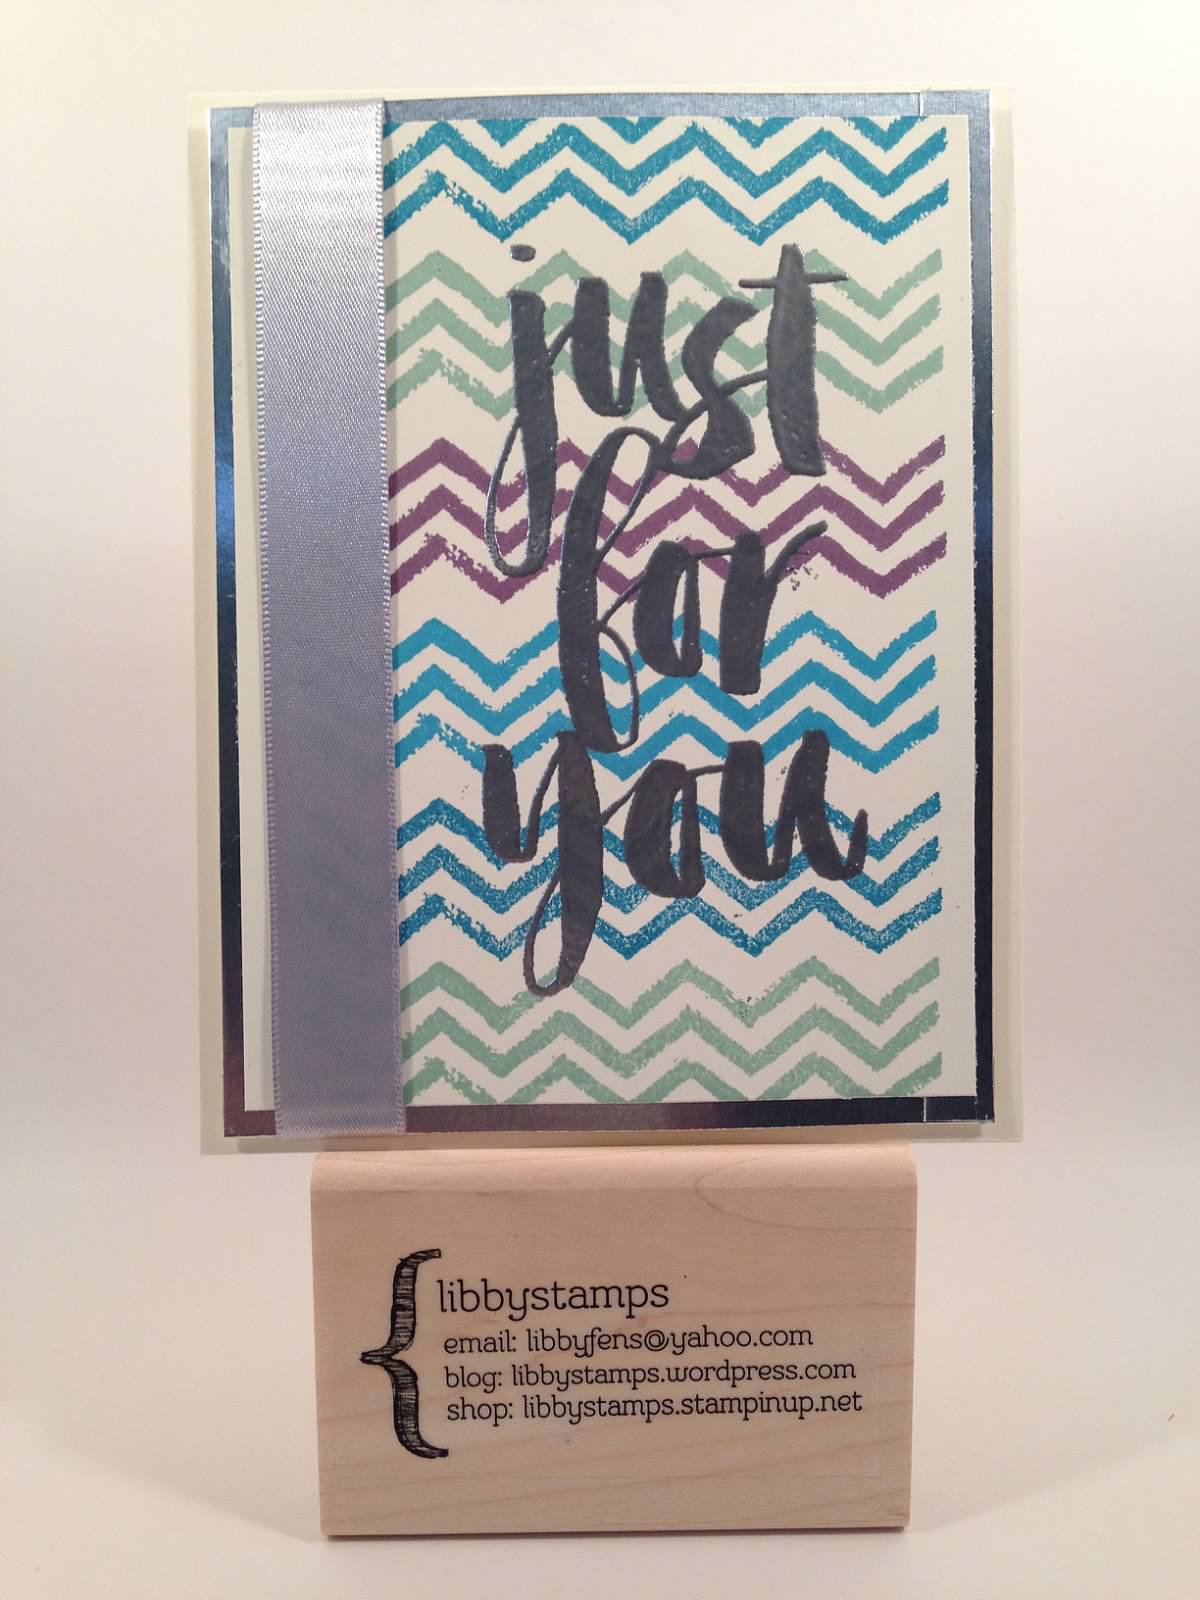 just
for
you
libbystamps
email: libbyfens@yahoo.com
blog: libbystamps.wordpress.com
shop: libbystamps.stampinup.net